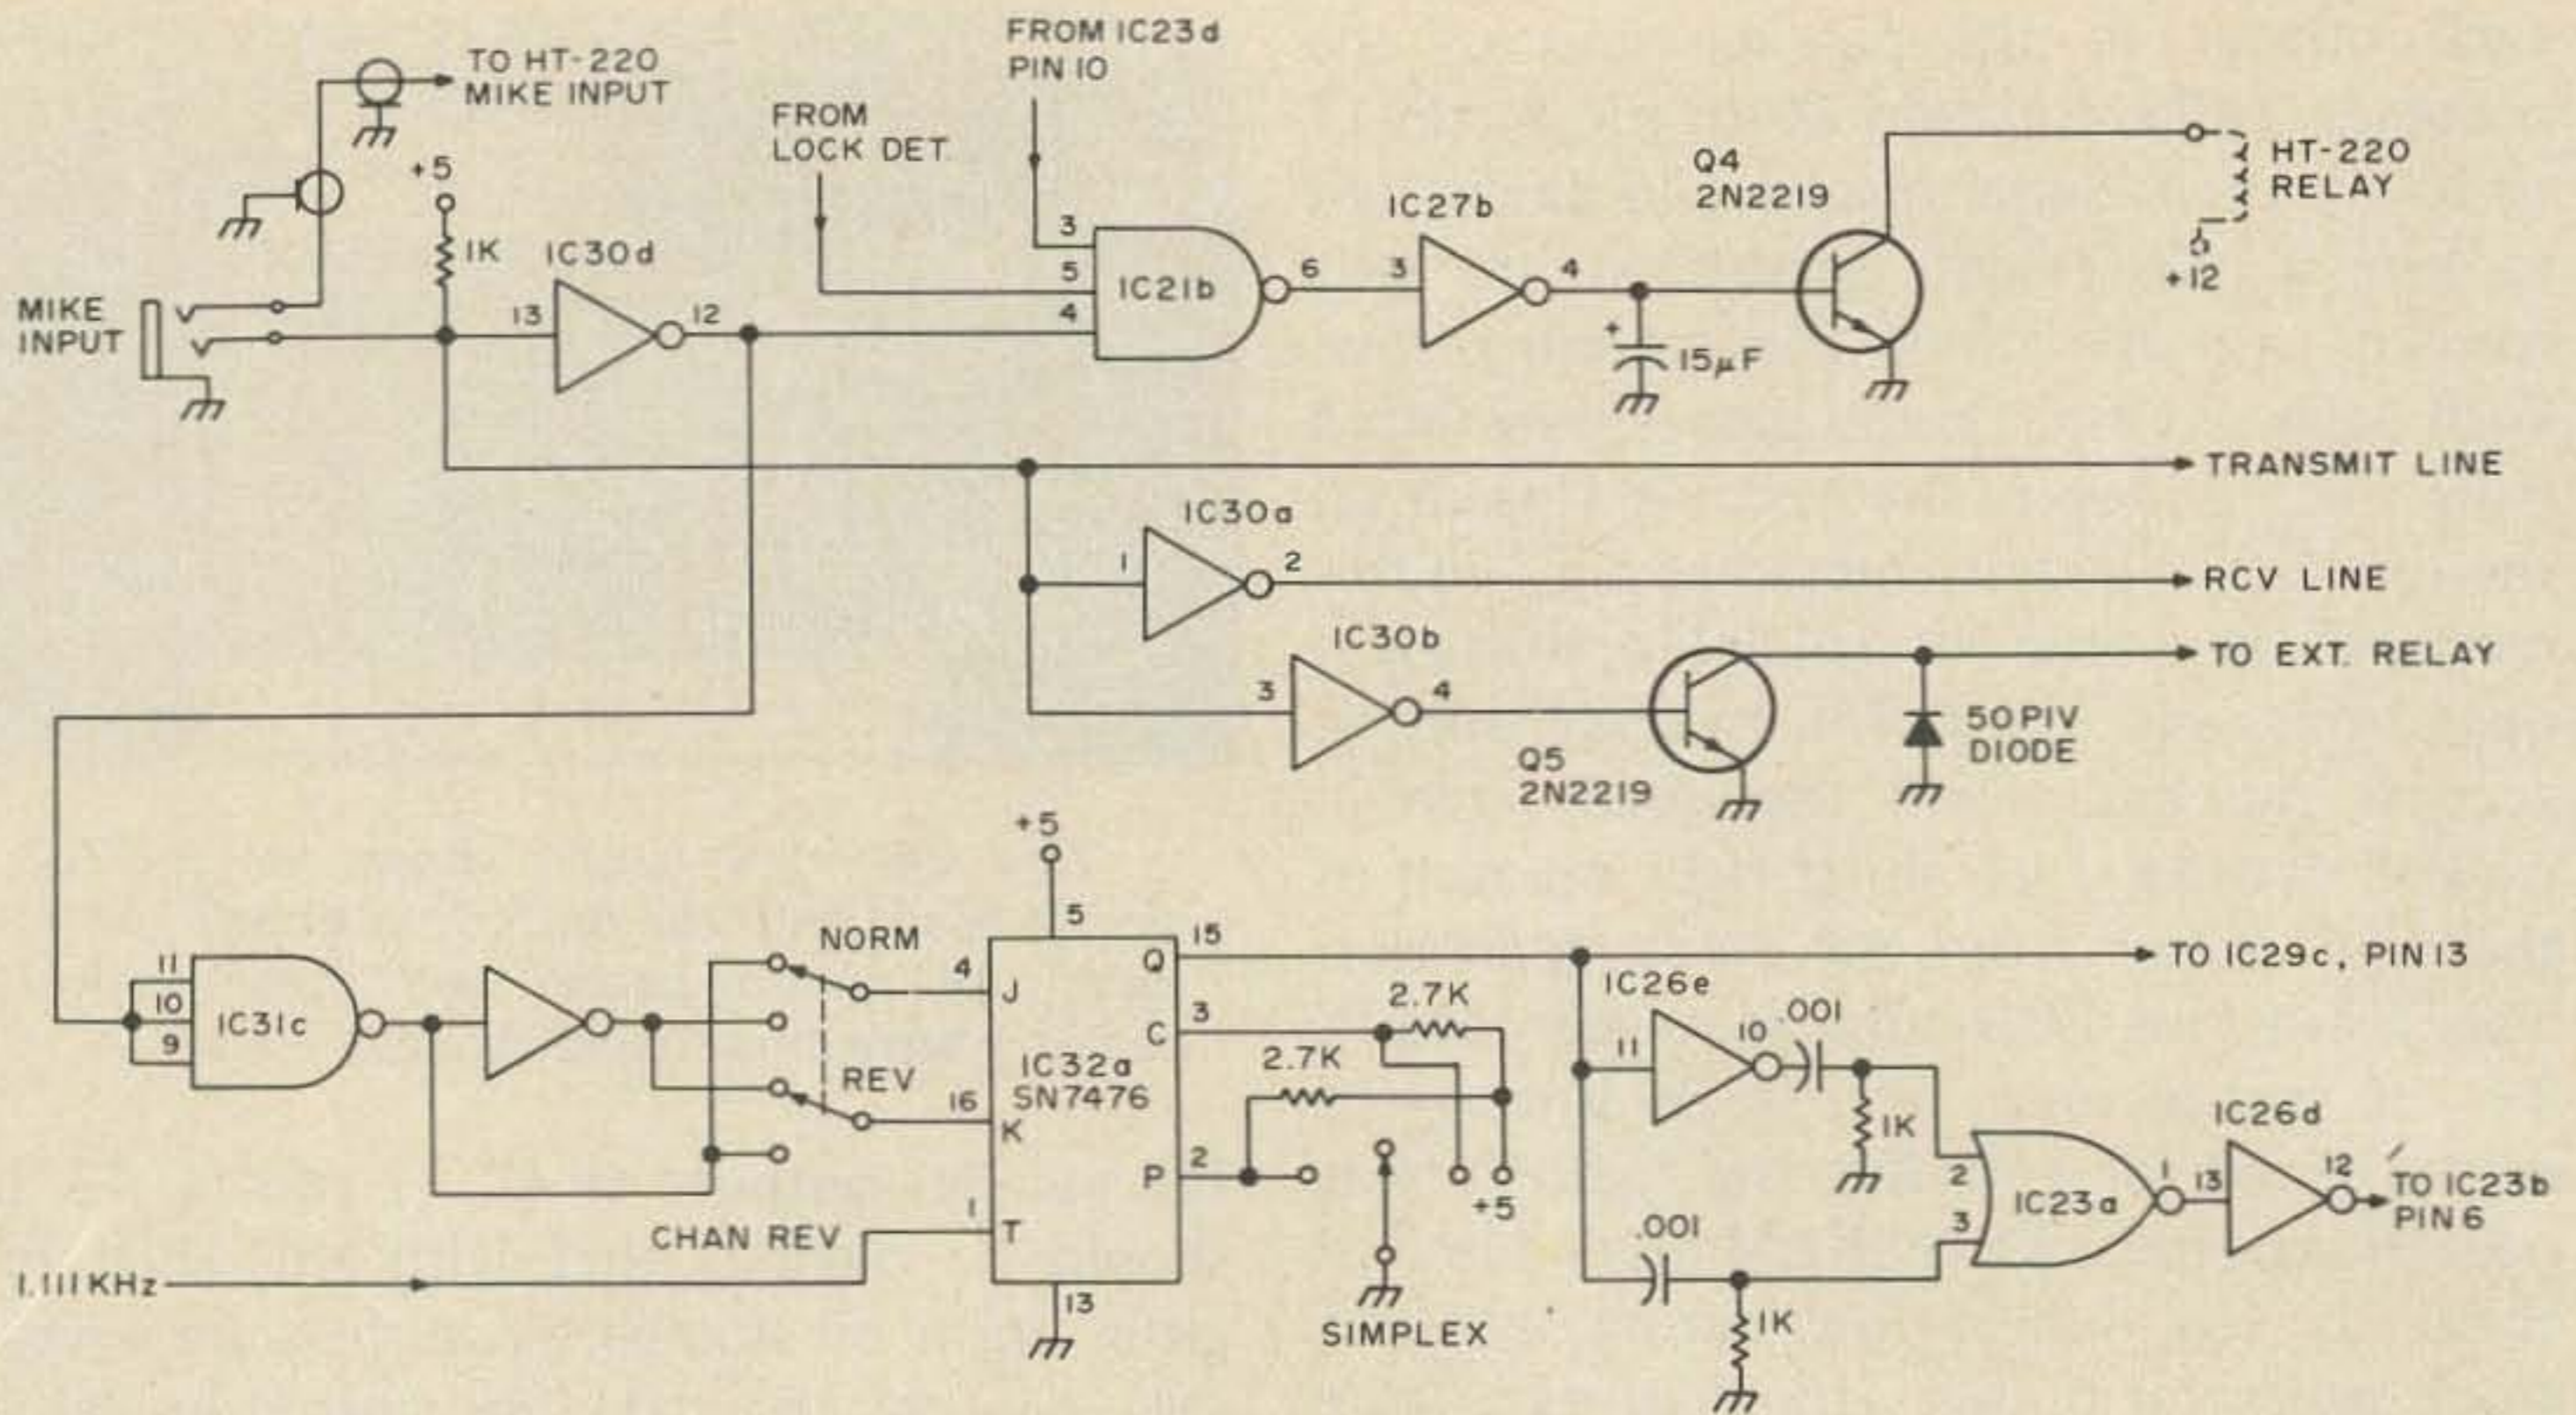 TO HT-220
MIKE INPUT
FROM IC23d
PIN 10
FROM
LOCK DET
+5
1K
IC30d
MIKE
INPUT
13
12
3
5
4
IC21b
6
IC27b
3
4
+
15µF
Q4
2N2219
HT-220
RELAY
+12
TRANSMIT LINE
IC30a
1
2
RCV LINE
IC30b
3
4
TO EXT. RELAY
Q5
2N2219
50 PIV
DIODE
11
10
9
IC31c
NORM
REV
CHAN REV
1.111KHz
+5
5
4
J
16
K
1
T
IC32a
SN7476
Q
15
C
3
P
2
13
2.7K
2.7K
+5
SIMPLEX
TO IC29c, PIN 13
IC26e
11
10
.001
1K
.001
1K
2
3
IC23a
1
13
IC26d
12
TO IC23b
PIN 6